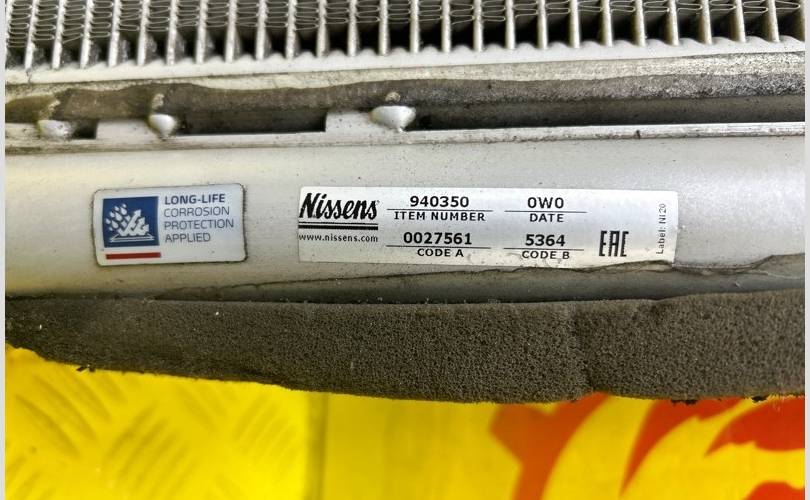 LONG-LIFE
CORROSION
PROTECTION
APPLIED
Nissens
www.nissens.com
940350
ITEM NUMBER
0W0
DATE
0027561
CODE A
5364
CODE B
EAC
Label: NI20